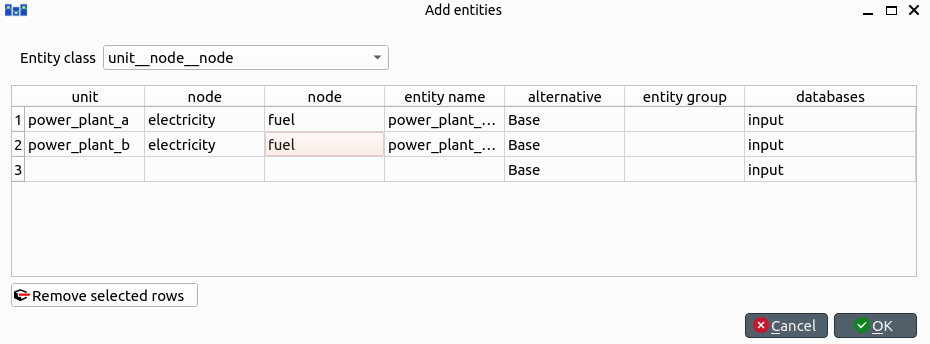 Add entities
Entity class unit__node__node
unit node node entity name alternative entity group databases
1 power_plant_a electricity fuel power_plant_... Base input
2 power_plant_b electricity fuel power_plant_... Base input
3 Base input
Remove selected rows
Cancel OK